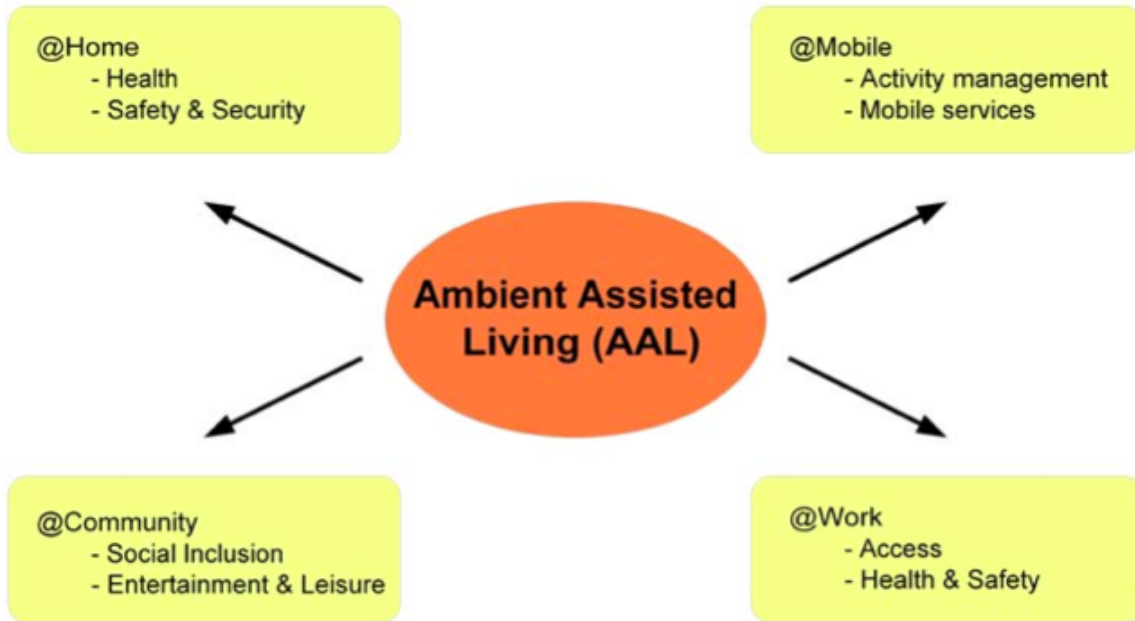 @Home
- Health
- Safety & Security
@Mobile
- Activity management
- Mobile services
Ambient Assisted
Living (AAL)
@Community
- Social Inclusion
- Entertainment & Leisure
@Work
- Access
- Health & Safety